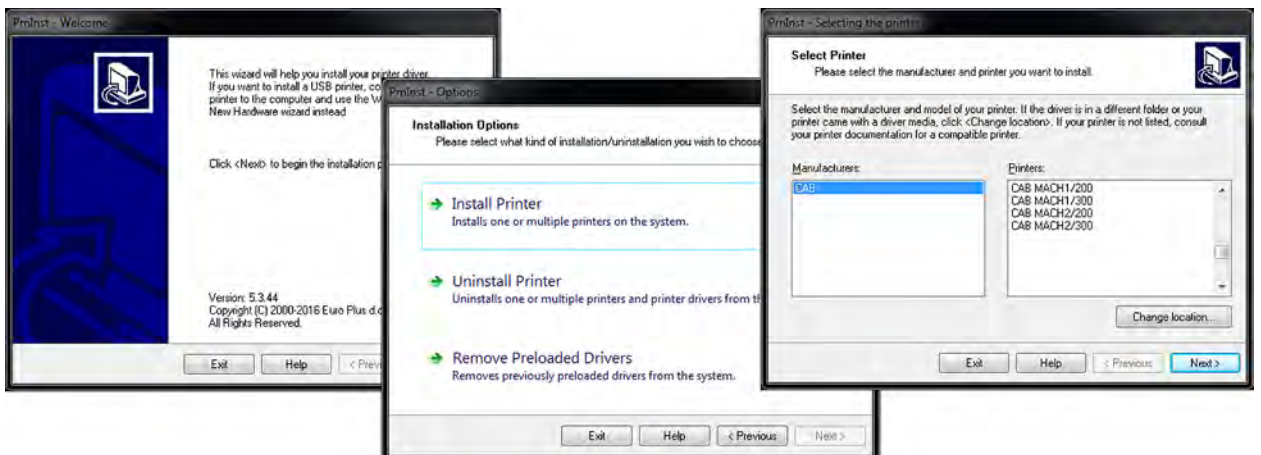 PrnInst - Welcome
This wizard will help you install your printer driver.
If you want to install a USB printer, co
printer to the computer and use the W
New Hardware wizard instead
Click <Next> to begin the installation p
Version: 5.3.44
Copyright (C) 2000-2016 Euro Plus d.o
All Rights Reserved.
Exit
Help
< Previ
PrnInst - Options
Installation Options
Please select what kind of installation/uninstallation you wish to choose
Install Printer
Installs one or multiple printers on the system.
Uninstall Printer
Uninstalls one or multiple printers and printer drivers from th
Remove Preloaded Drivers
Removes previously preloaded drivers from the system.
Exit
Help
< Previous
Next >
PrnInst - Selecting the printer
Select Printer
Please select the manufacturer and printer you want to install.
Select the manufacturer and model of your printer. If the driver is in a different folder or your
printer came with a driver media, click <Change location>. If your printer is not listed, consult
your printer documentation for a compatible printer.
Manufacturers:
CAB
Printers:
CAB MACH1/200
CAB MACH1/300
CAB MACH2/200
CAB MACH2/300
Change location...
Exit
Help
< Previous
Next >